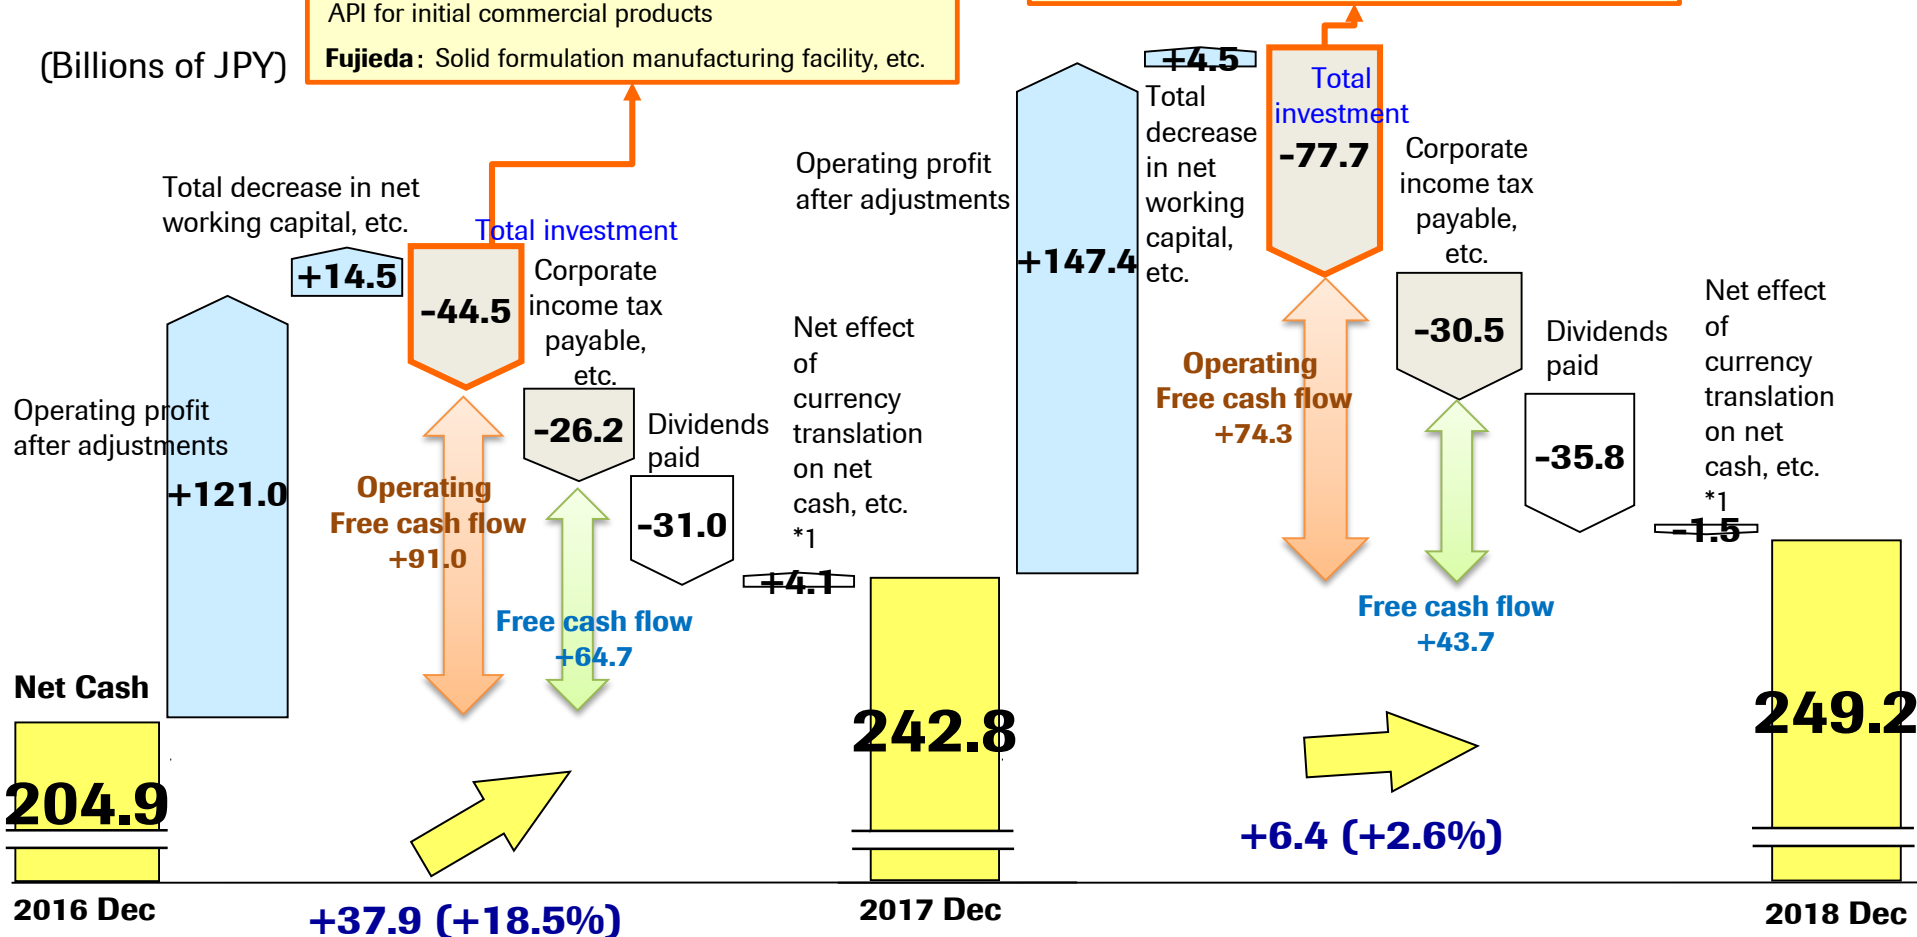 API for initial commercial products
Fujieda: Solid formulation manufacturing facility, etc.
(Billions of JPY)
Total decrease in net
working capital, etc.
+14.5
Total investment
-44.5
Corporate
income tax
payable,
etc.
-26.2
Operating profit
after adjustments
+121.0
Operating
Free cash flow
+91.0
Dividends
paid
-31.0
Free cash flow
+64.7
Net effect
of
currency
translation
on net
cash, etc.
*1
+4.1
Net Cash
204.9
2016 Dec
+37.9 (+18.5%)
242.8
2017 Dec
Operating profit
after adjustments
+147.4
+4.5
Total
decrease
in net
working
capital,
etc.
Total
investment
-77.7
Corporate
income tax
payable,
etc.
-30.5
Operating
Free cash flow
+74.3
Dividends
paid
-35.8
Free cash flow
+43.7
Net effect
of
currency
translation
on net
cash, etc.
*1
-1.5
+6.4 (+2.6%)
249.2
2018 Dec